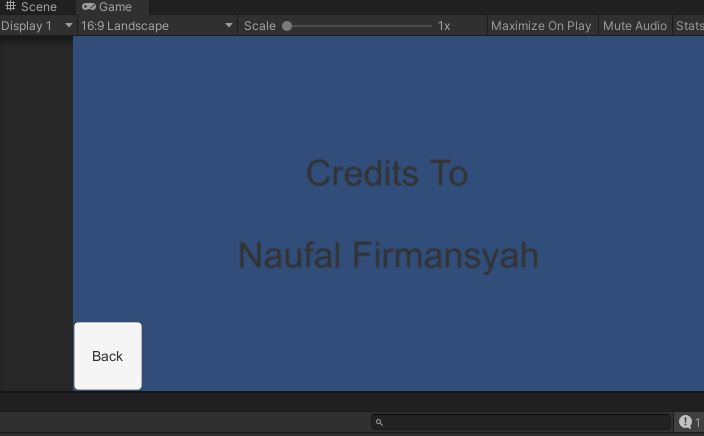 Scene Game
Display 1 16:9 Landscape Scale 1x Maximize On Play Mute Audio Stats
Credits To
Naufal Firmansyah
Back
1